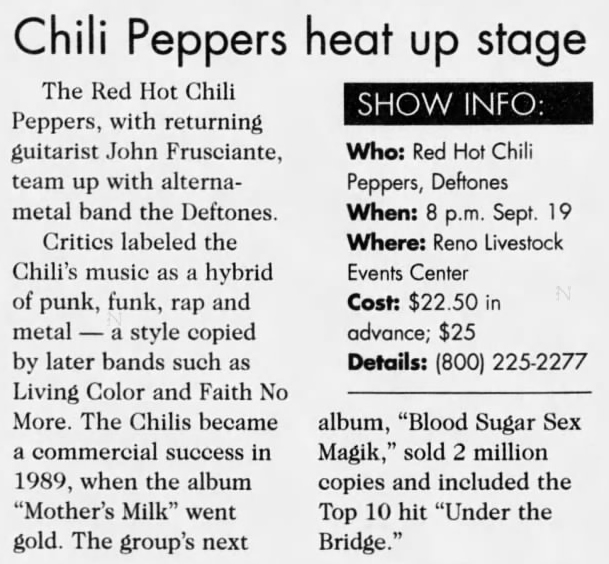 Chili Peppers heat up stage
The Red Hot Chili
Peppers, with returning
guitarist John Frusciante,
team up with alterna-
metal band the Deftones.
Critics labeled the
Chili's music as a hybrid
of punk, funk, rap and
metal — a style copied
by later bands such as
Living Color and Faith No
More. The Chilis became
a commercial success in
1989, when the album
“Mother's Milk” went
gold. The group's next
SHOW INFO:
Who: Red Hot Chili
Peppers, Deftones
When: 8 p.m. Sept. 19
Where: Reno Livestock
Events Center
Cost: $22.50 in
advance; $25
Details: (800) 225-2277
album, “Blood Sugar Sex
Magik,” sold 2 million
copies and included the
Top 10 hit “Under the
Bridge.”